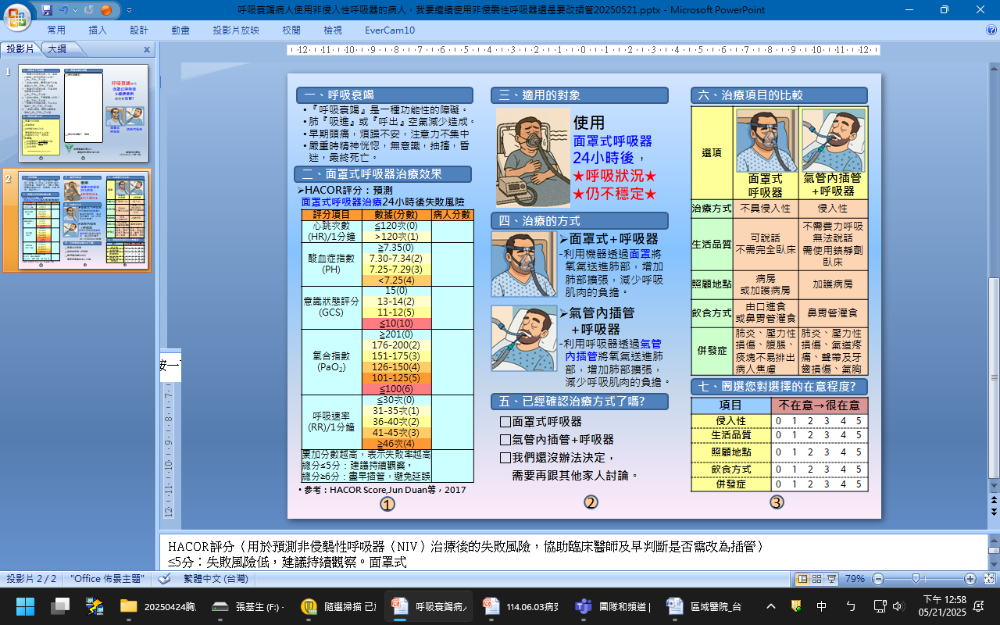 呼吸衰竭病人使用非侵入性呼吸器的病人，我要繼續使用非侵襲性呼吸器還是要改插管20250521.pptx - Microsoft PowerPoint
常用 插入 設計 動畫 投影片放映 校閱 檢視 EverCam10
投影片 大綱
1
2
一、呼吸衰竭
•『呼吸衰竭』是一種功能性的障礙。
•肺『吸進』或『呼出』空氣減少造成。
•早期頭痛，煩躁不安，注意力不集中
•嚴重時精神恍惚，無意識，抽搐，昏
迷，最終死亡。
二、面罩式呼吸器治療效果
➢HACOR評分：預測
面罩式呼吸器治療24小時後失敗風險
評分項目 數據(分數) 病人分數
心跳次數
(HR)/1分鐘
≦120次(0)
>120次(1)
酸血症指數
(PH)
≧7.35(0)
7.30-7.34(2)
7.25-7.29(3)
<7.25(4)
意識狀態評分
(GCS)
15(0)
13-14(2)
11-12(5)
≦10(10)
氧合指數
(PaO₂)
≧201(0)
176-200(2)
151-175(3)
126-150(4)
101-125(5)
≦100(6)
呼吸速率
(RR)/1分鐘
≦30次(0)
31-35次(1)
36-40次(2)
41-45次(3)
≧46次(4)
累加分數越高，表示失敗率越高
總分≤5分：建議持續觀察。
總分≥6分：盡早插管，避免延誤
•參考：HACOR Score,Jun Duan等，2017
①
三、適用的對象
使用
面罩式呼吸器
24小時後，
★呼吸狀況★
★仍不穩定★
四、治療的方式
➢面罩式+呼吸器
-利用機器透過面罩將
氧氣送進肺部，增加
肺部擴張，減少呼吸
肌肉的負擔。
➢氣管內插管
+呼吸器
-利用呼吸器透過氣管
內插管將氧氣送進肺
部，增加肺部擴張，
減少呼吸肌肉的負擔。
五、已經確認治療方式了嗎?
□面罩式呼吸器
□氣管內插管+呼吸器
□我們還沒辦法決定，
需要再跟其他家人討論。
②
六、治療項目的比較
選項
面罩式
呼吸器
氣管內插管
+呼吸器
治療方式 不具侵入性 侵入性
生活品質
可說話
不需完全臥床
不需費力呼吸
無法說話
需使用鎮靜劑
臥床
照顧地點
病房
或加護病房
加護病房
飲食方式
由口進食
或鼻胃管灌食
鼻胃管灌食
併發症
肺炎、壓力性
損傷、腹脹、
痰塊不易排出
病人焦慮
肺炎、壓力性
損傷、氣道疼
痛、聲帶及牙
齒損傷、氣胸
七、圈選您對選擇的在意程度?
項目 不在意→很在意
侵入性 0 1 2 3 4 5
生活品質 0 1 2 3 4 5
照顧地點 0 1 2 3 4 5
飲食方式 0 1 2 3 4 5
併發症 0 1 2 3 4 5
③
HACOR評分（用於預測非侵襲性呼吸器（NIV）治療後的失敗風險，協助臨床醫師及早判斷是否需改為插管）
≤5分：失敗風險低，建議持續觀察。面罩式
投影片 2 / 2 "Office 佈景主題" 繁體中文 (台灣) 79%
20250424胸. 張基生 (F:) - 隨選掃描 已 呼吸衰竭病人 114.06.03病安 團隊和頻道 | 區域醫院_台 中 ㄅ
下午 12:58
05/21/2025